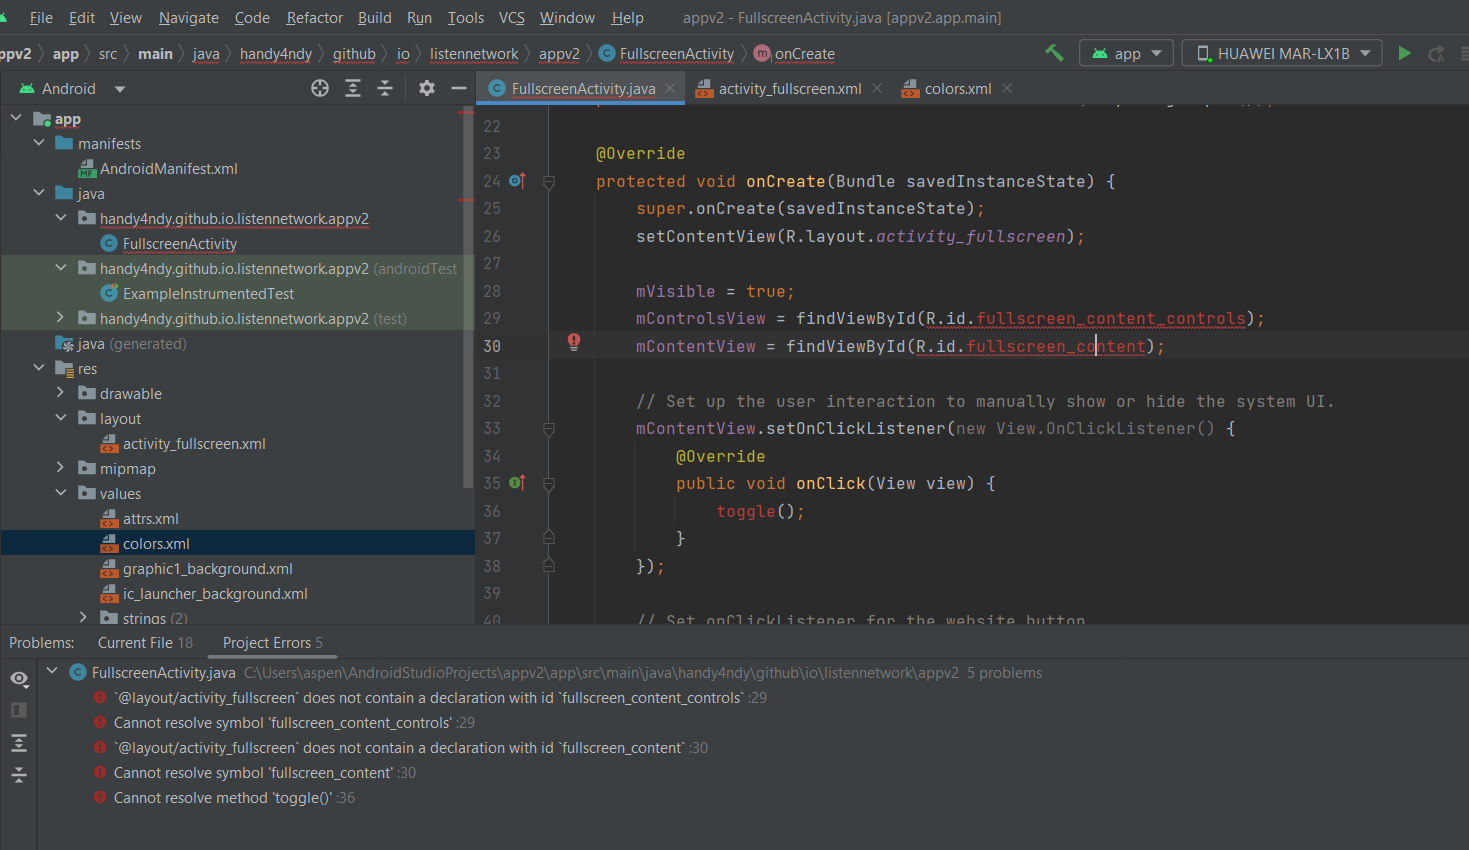 File Edit View Navigate Code Refactor Build Run Tools VCS Window Help appv2 - FullscreenActivity.java [appv2.app.main]
ppv2 app src main java handy4ndy github io listennetwork appv2 C FullscreenActivity m onCreate app HUAWEI MAR-LX1B
Android
C FullscreenActivity.java activity_fullscreen.xml colors.xml
app
manifests
MF AndroidManifest.xml
java
handy4ndy.github.io.listennetwork.appv2
C FullscreenActivity
handy4ndy.github.io.listennetwork.appv2 (androidTest
C ExampleInstrumentedTest
handy4ndy.github.io.listennetwork.appv2 (test)
java (generated)
res
drawable
layout
activity_fullscreen.xml
mipmap
values
attrs.xml
colors.xml
graphic1_background.xml
ic_launcher_background.xml
strings (2)
22
23 @Override
24 protected void onCreate(Bundle savedInstanceState) {
25 super.onCreate(savedInstanceState);
26 setContentView(R.layout.activity_fullscreen);
27
28 mVisible = true;
29 mControlsView = findViewById(R.id.fullscreen_content_controls);
30 mContentView = findViewById(R.id.fullscreen_content);
31
32 // Set up the user interaction to manually show or hide the system UI.
33 mContentView.setOnClickListener(new View.OnClickListener() {
34 @Override
35 public void onClick(View view) {
36 toggle();
37 }
38 });
39
40 // Set onClickListener for the website button
Problems: Current File 18 Project Errors 5
C FullscreenActivity.java C:\Users\aspen\AndroidStudioProjects\appv2\app\src\main\java\handy4ndy\github\io\listennetwork\appv2 5 problems
`@layout/activity_fullscreen` does not contain a declaration with id `fullscreen_content_controls` :29
Cannot resolve symbol 'fullscreen_content_controls' :29
`@layout/activity_fullscreen` does not contain a declaration with id `fullscreen_content` :30
Cannot resolve symbol 'fullscreen_content' :30
Cannot resolve method 'toggle()' :36